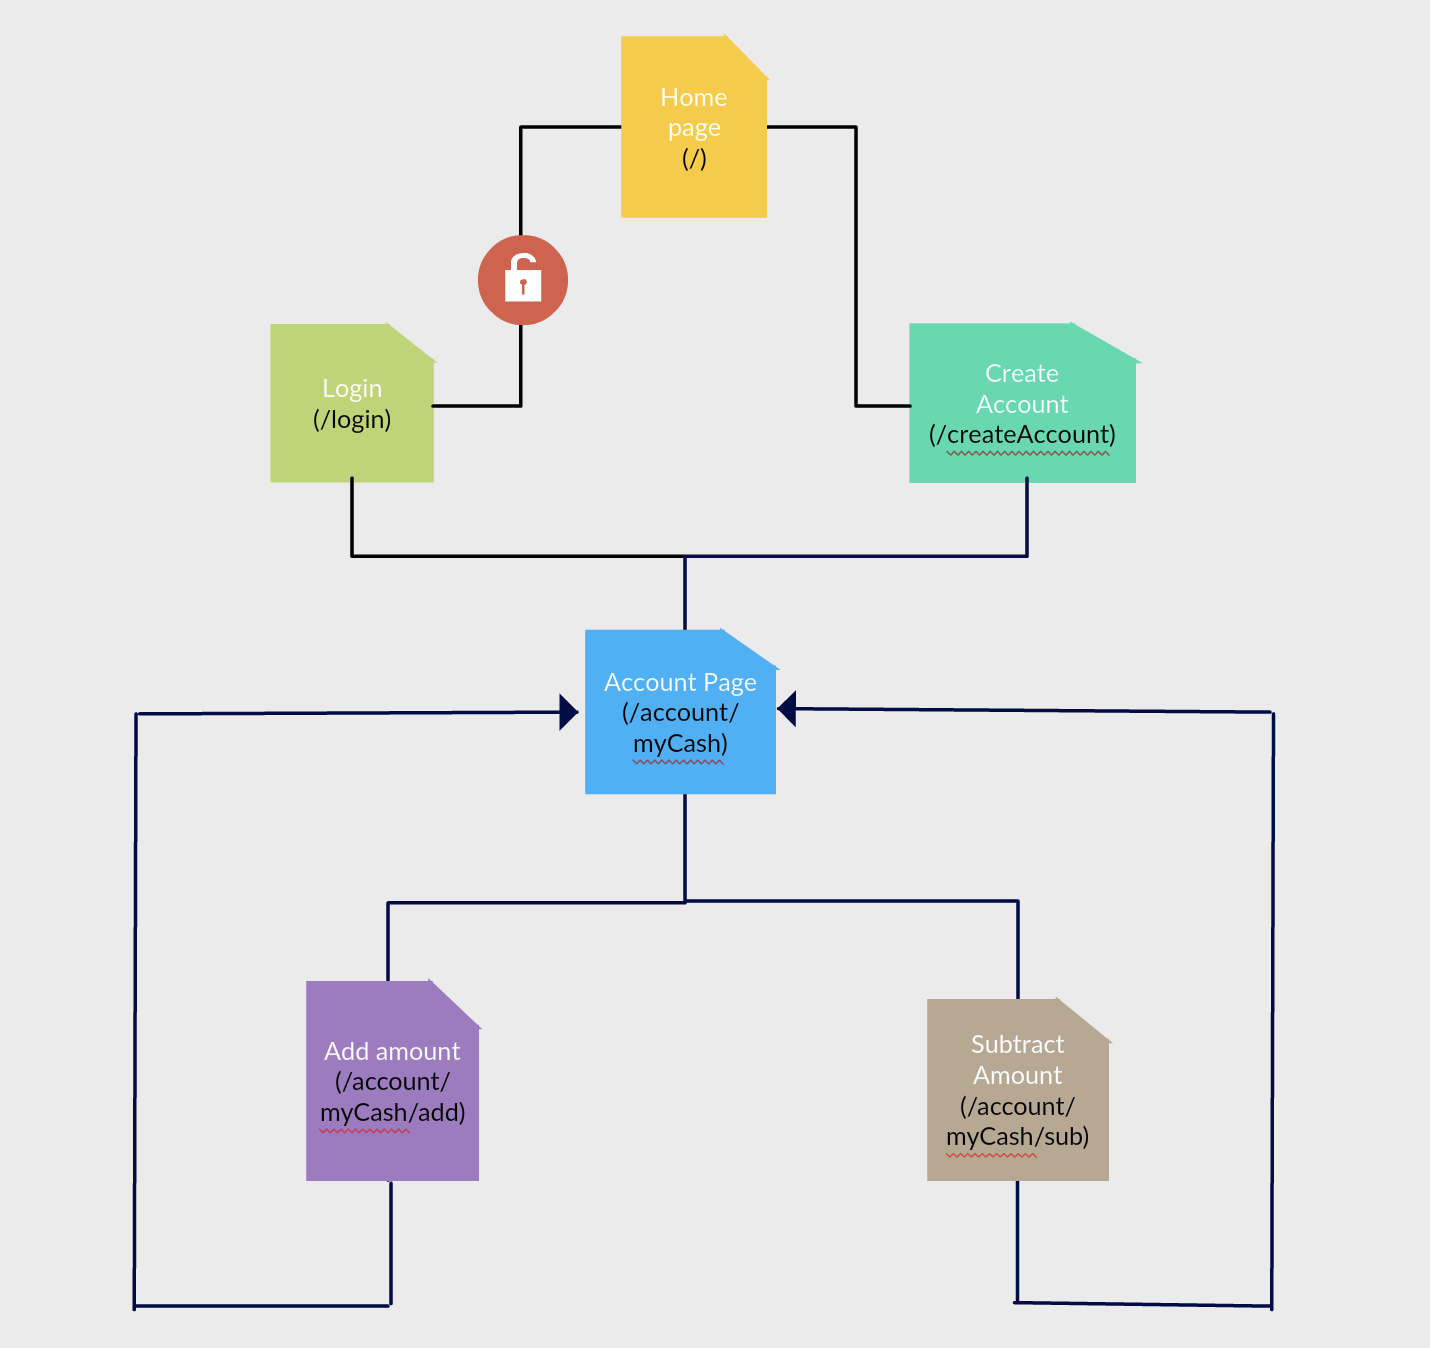 Home
page
(/)
Login
(/login)
Create
Account
(/createAccount)
Account Page
(/account/
myCash)
Add amount
(/account/
myCash/add)
Subtract
Amount
(/account/
myCash/sub)